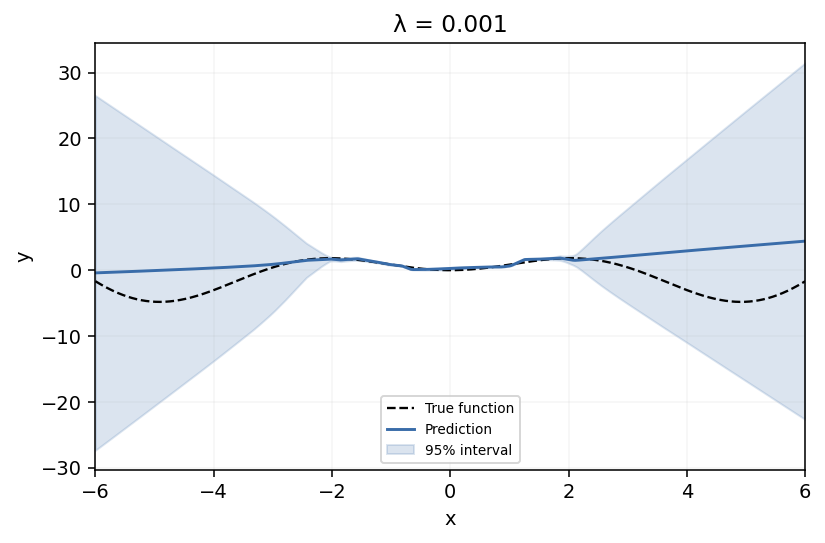 λ = 0.001
30
20
10
0
−10
−20
−30
y
True function
Prediction
95% interval
−6 −4 −2 0 2 4 6
x